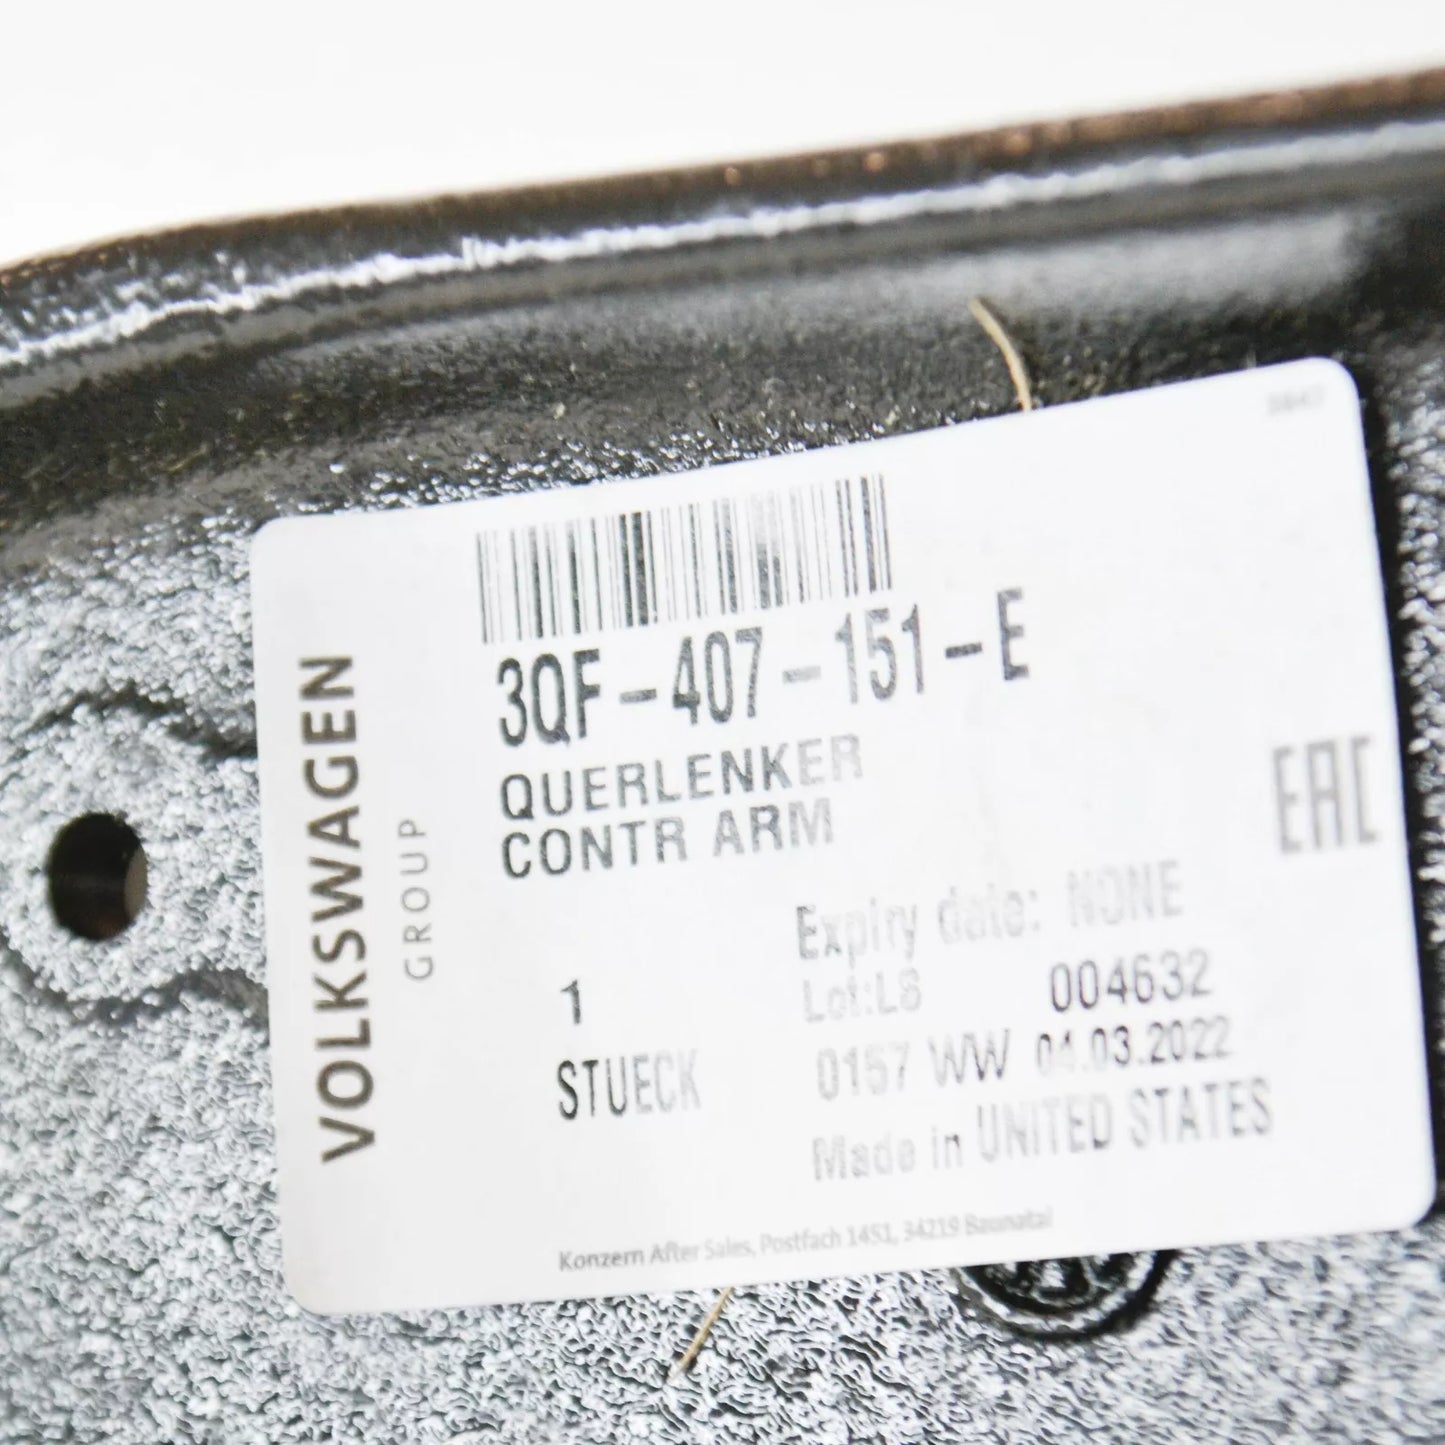 VOLKSWAGEN
GROUP
3QF-407-151-E
QUERLENKER
CONTR ARM
EAC
Expiry date: NONE
1
Lot:LS 004632
STUECK
0157 WW 04.03.2022
Made in UNITED STATES
Konzern After Sales, Postfach 1451, 34219 Baunatal